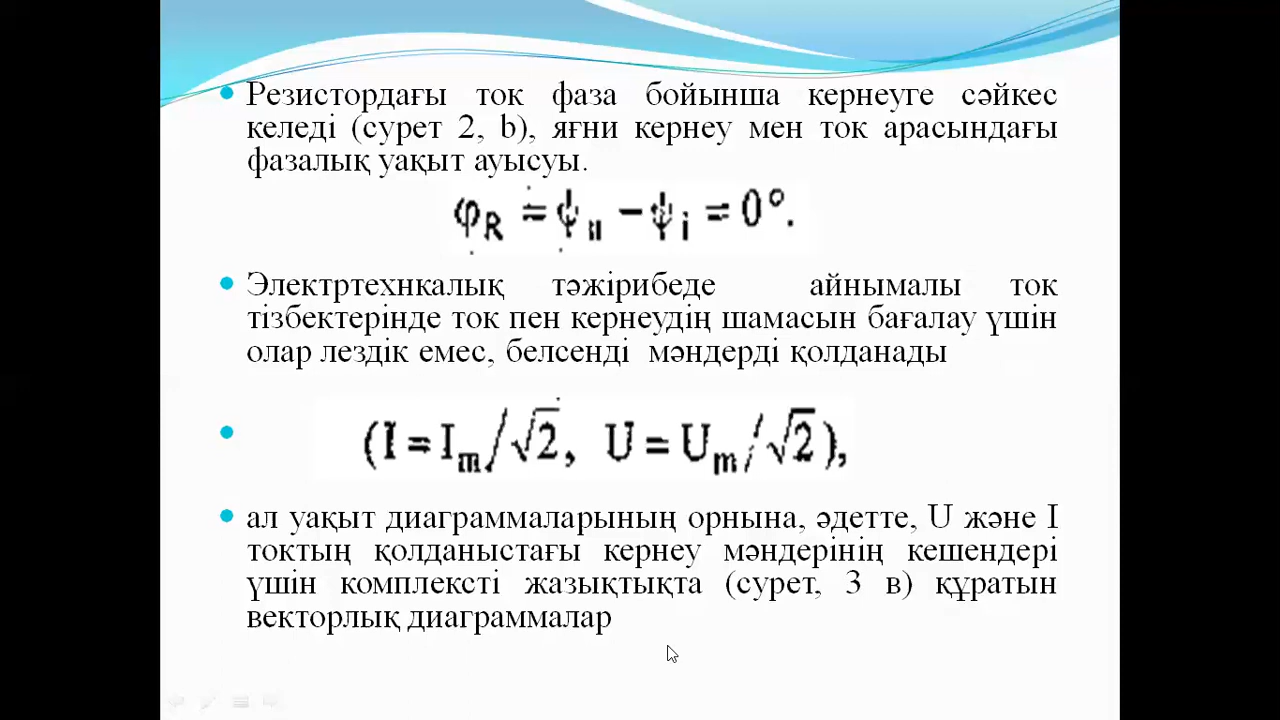 Резистордағы ток фаза бойынша кернеуге сәйкес
келеді (сурет 2, b), яғни кернеу мен ток арасындағы
фазалық уақыт ауысуы.
φR = ψu − ψi = 0°.
Электртехнкалық тәжірибеде айнымалы ток
тізбектерінде ток пен кернеудің шамасын бағалау үшін
олар лездік емес, белсенді мәндерді қолданады
(I = Im/√2, U = Um/√2),
ал уақыт диаграммаларының орнына, әдетте, U және I
токтың қолданыстағы кернеу мәндерінің кешендері
үшін комплексті жазықтықта (сурет, 3 в) құратын
векторлық диаграммалар